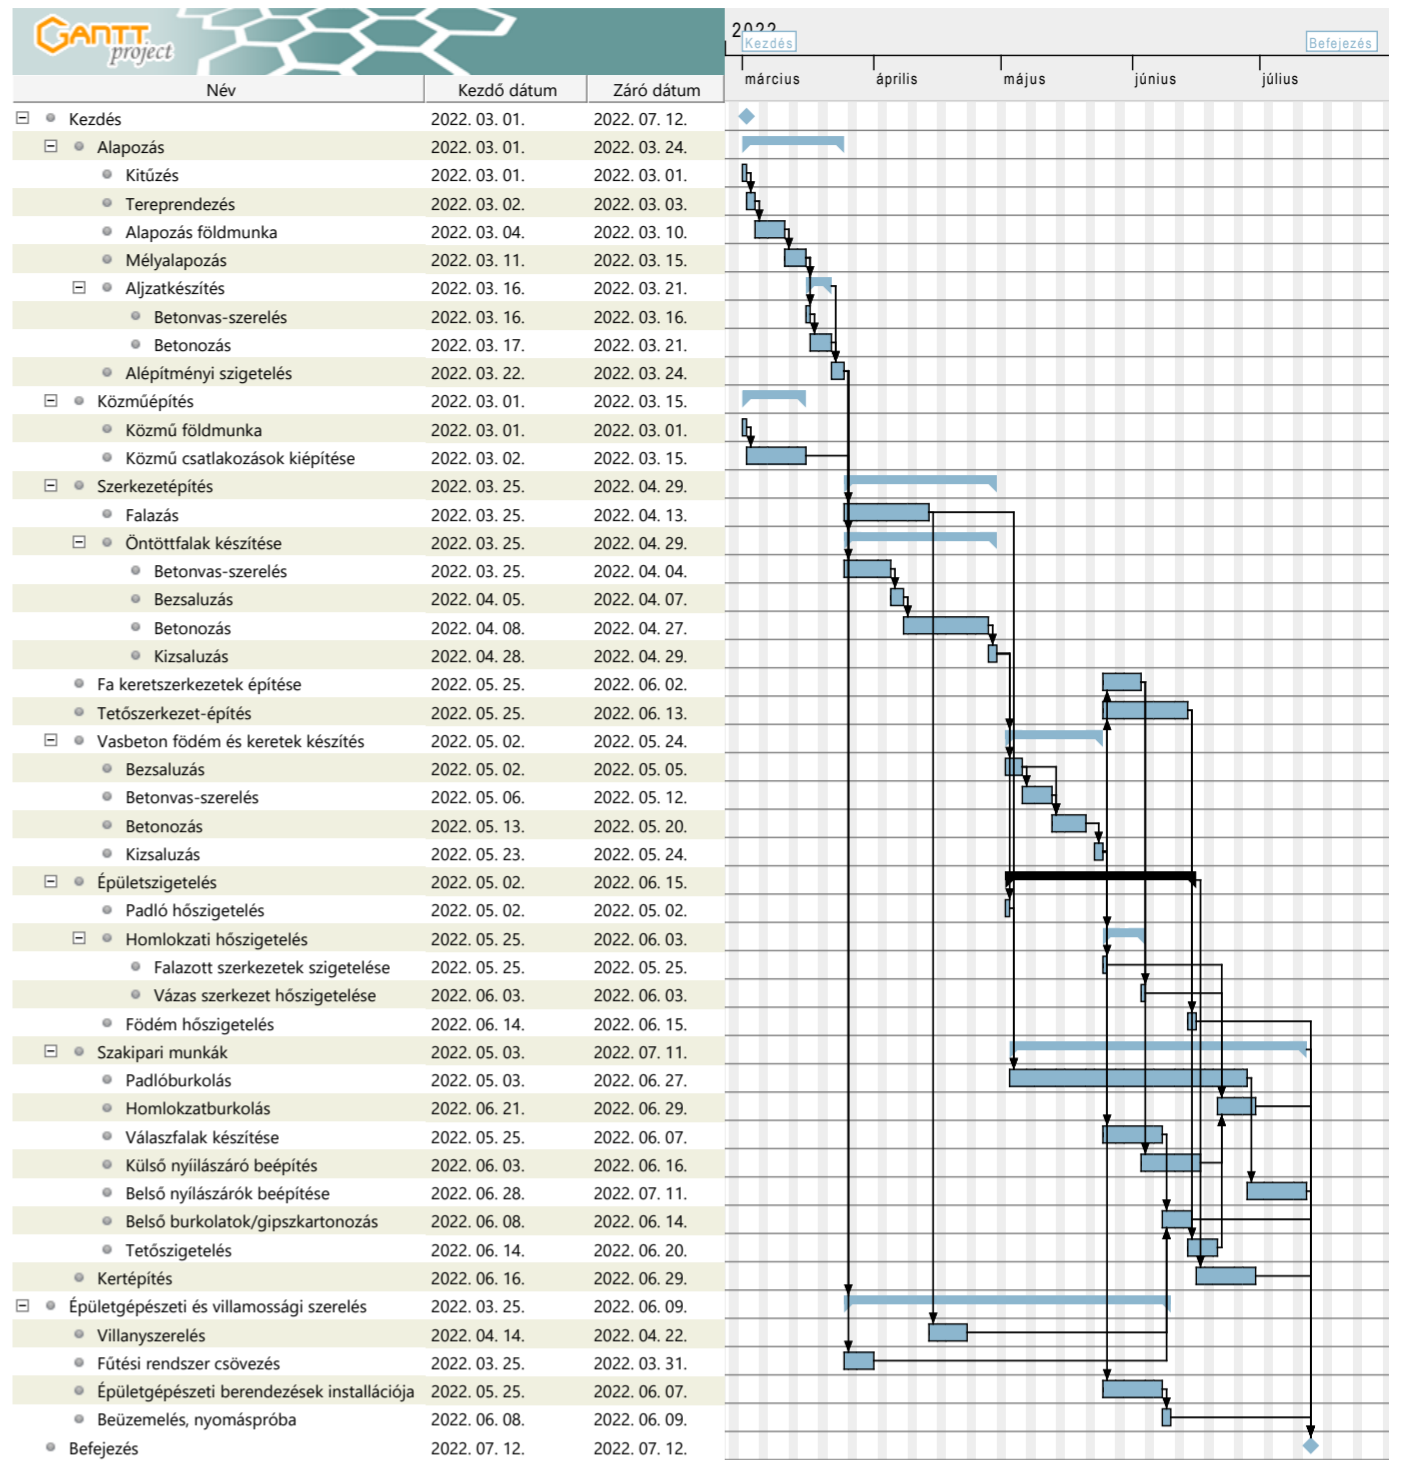 GANTT
project
2022
Kezdés
Befejezés
március április május június július
Név Kezdő dátum Záró dátum
Kezdés 2022. 03. 01. 2022. 07. 12.
Alapozás 2022. 03. 01. 2022. 03. 24.
Kitűzés 2022. 03. 01. 2022. 03. 01.
Tereprendezés 2022. 03. 02. 2022. 03. 03.
Alapozás földmunka 2022. 03. 04. 2022. 03. 10.
Mélyalapozás 2022. 03. 11. 2022. 03. 15.
Aljzatkészítés 2022. 03. 16. 2022. 03. 21.
Betonvas-szerelés 2022. 03. 16. 2022. 03. 16.
Betonozás 2022. 03. 17. 2022. 03. 21.
Alépítményi szigetelés 2022. 03. 22. 2022. 03. 24.
Közműépítés 2022. 03. 01. 2022. 03. 15.
Közmű földmunka 2022. 03. 01. 2022. 03. 01.
Közmű csatlakozások kiépítése 2022. 03. 02. 2022. 03. 15.
Szerkezetépítés 2022. 03. 25. 2022. 04. 29.
Falazás 2022. 03. 25. 2022. 04. 13.
Öntöttfalak készítése 2022. 03. 25. 2022. 04. 29.
Betonvas-szerelés 2022. 03. 25. 2022. 04. 04.
Bezsaluzás 2022. 04. 05. 2022. 04. 07.
Betonozás 2022. 04. 08. 2022. 04. 27.
Kizsaluzás 2022. 04. 28. 2022. 04. 29.
Fa keretszerkezetek építése 2022. 05. 25. 2022. 06. 02.
Tetőszerkezet-építés 2022. 05. 25. 2022. 06. 13.
Vasbeton födém és keretek készítés 2022. 05. 02. 2022. 05. 24.
Bezsaluzás 2022. 05. 02. 2022. 05. 05.
Betonvas-szerelés 2022. 05. 06. 2022. 05. 12.
Betonozás 2022. 05. 13. 2022. 05. 20.
Kizsaluzás 2022. 05. 23. 2022. 05. 24.
Épületszigetelés 2022. 05. 02. 2022. 06. 15.
Padló hőszigetelés 2022. 05. 02. 2022. 05. 02.
Homlokzati hőszigetelés 2022. 05. 25. 2022. 06. 03.
Falazott szerkezetek szigetelése 2022. 05. 25. 2022. 05. 25.
Vázas szerkezet hőszigetelése 2022. 06. 03. 2022. 06. 03.
Födém hőszigetelés 2022. 06. 14. 2022. 06. 15.
Szakipari munkák 2022. 05. 03. 2022. 07. 11.
Padlóburkolás 2022. 05. 03. 2022. 06. 27.
Homlokzatburkolás 2022. 06. 21. 2022. 06. 29.
Válaszfalak készítése 2022. 05. 25. 2022. 06. 07.
Külső nyíilászáró beépítés 2022. 06. 03. 2022. 06. 16.
Belső nyílászárók beépítése 2022. 06. 28. 2022. 07. 11.
Belső burkolatok/gipszkartonozás 2022. 06. 08. 2022. 06. 14.
Tetőszigetelés 2022. 06. 14. 2022. 06. 20.
Kertépítés 2022. 06. 16. 2022. 06. 29.
Épületgépészeti és villamossági szerelés 2022. 03. 25. 2022. 06. 09.
Villanyszerelés 2022. 04. 14. 2022. 04. 22.
Fűtési rendszer csövezés 2022. 03. 25. 2022. 03. 31.
Épületgépészeti berendezések installációja 2022. 05. 25. 2022. 06. 07.
Beüzemelés, nyomáspróba 2022. 06. 08. 2022. 06. 09.
Befejezés 2022. 07. 12. 2022. 07. 12.